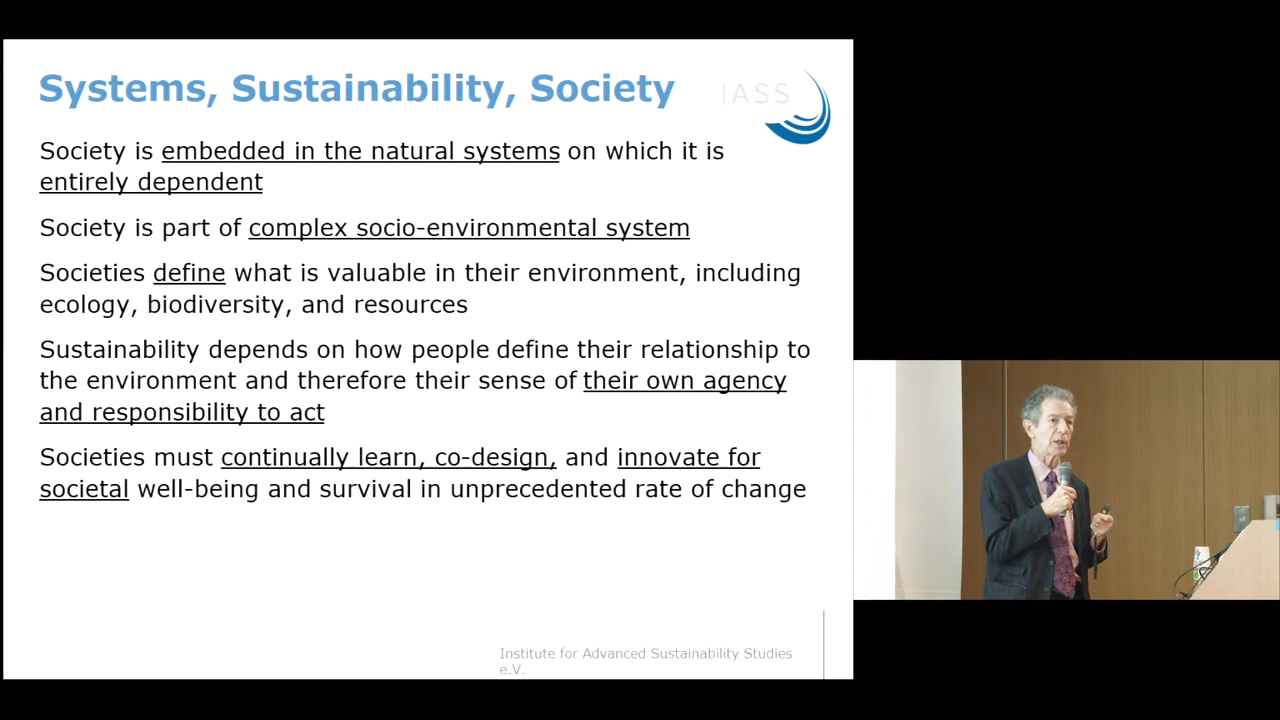 Systems, Sustainability, Society
IASS
Society is embedded in the natural systems on which it is
entirely dependent
Society is part of complex socio-environmental system
Societies define what is valuable in their environment, including
ecology, biodiversity, and resources
Sustainability depends on how people define their relationship to
the environment and therefore their sense of their own agency
and responsibility to act
Societies must continually learn, co-design, and innovate for
societal well-being and survival in unprecedented rate of change
Institute for Advanced Sustainability Studies
e.V.